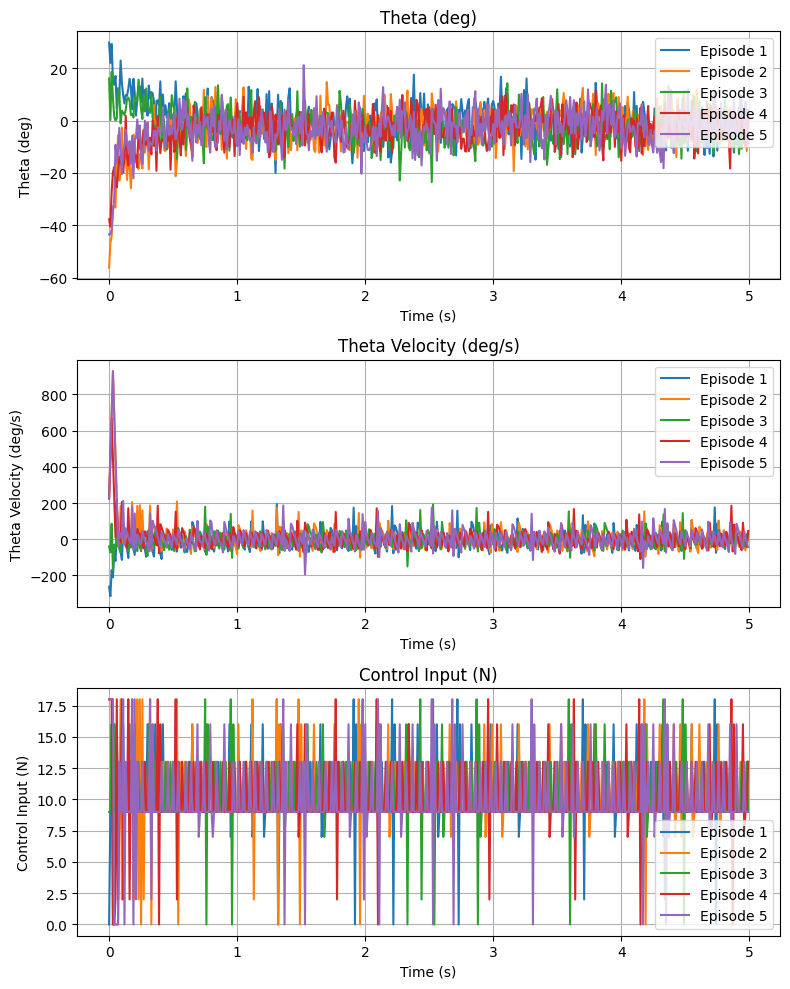 Theta (deg)
Theta (deg)
20
0
−20
−40
−60
Episode 1
Episode 2
Episode 3
Episode 4
Episode 5
0 1 2 3 4 5
Time (s)
Theta Velocity (deg/s)
Theta Velocity (deg/s)
800
600
400
200
0
−200
Episode 1
Episode 2
Episode 3
Episode 4
Episode 5
0 1 2 3 4 5
Time (s)
Control Input (N)
Control Input (N)
17.5
15.0
12.5
10.0
7.5
5.0
2.5
0.0
Episode 1
Episode 2
Episode 3
Episode 4
Episode 5
0 1 2 3 4 5
Time (s)